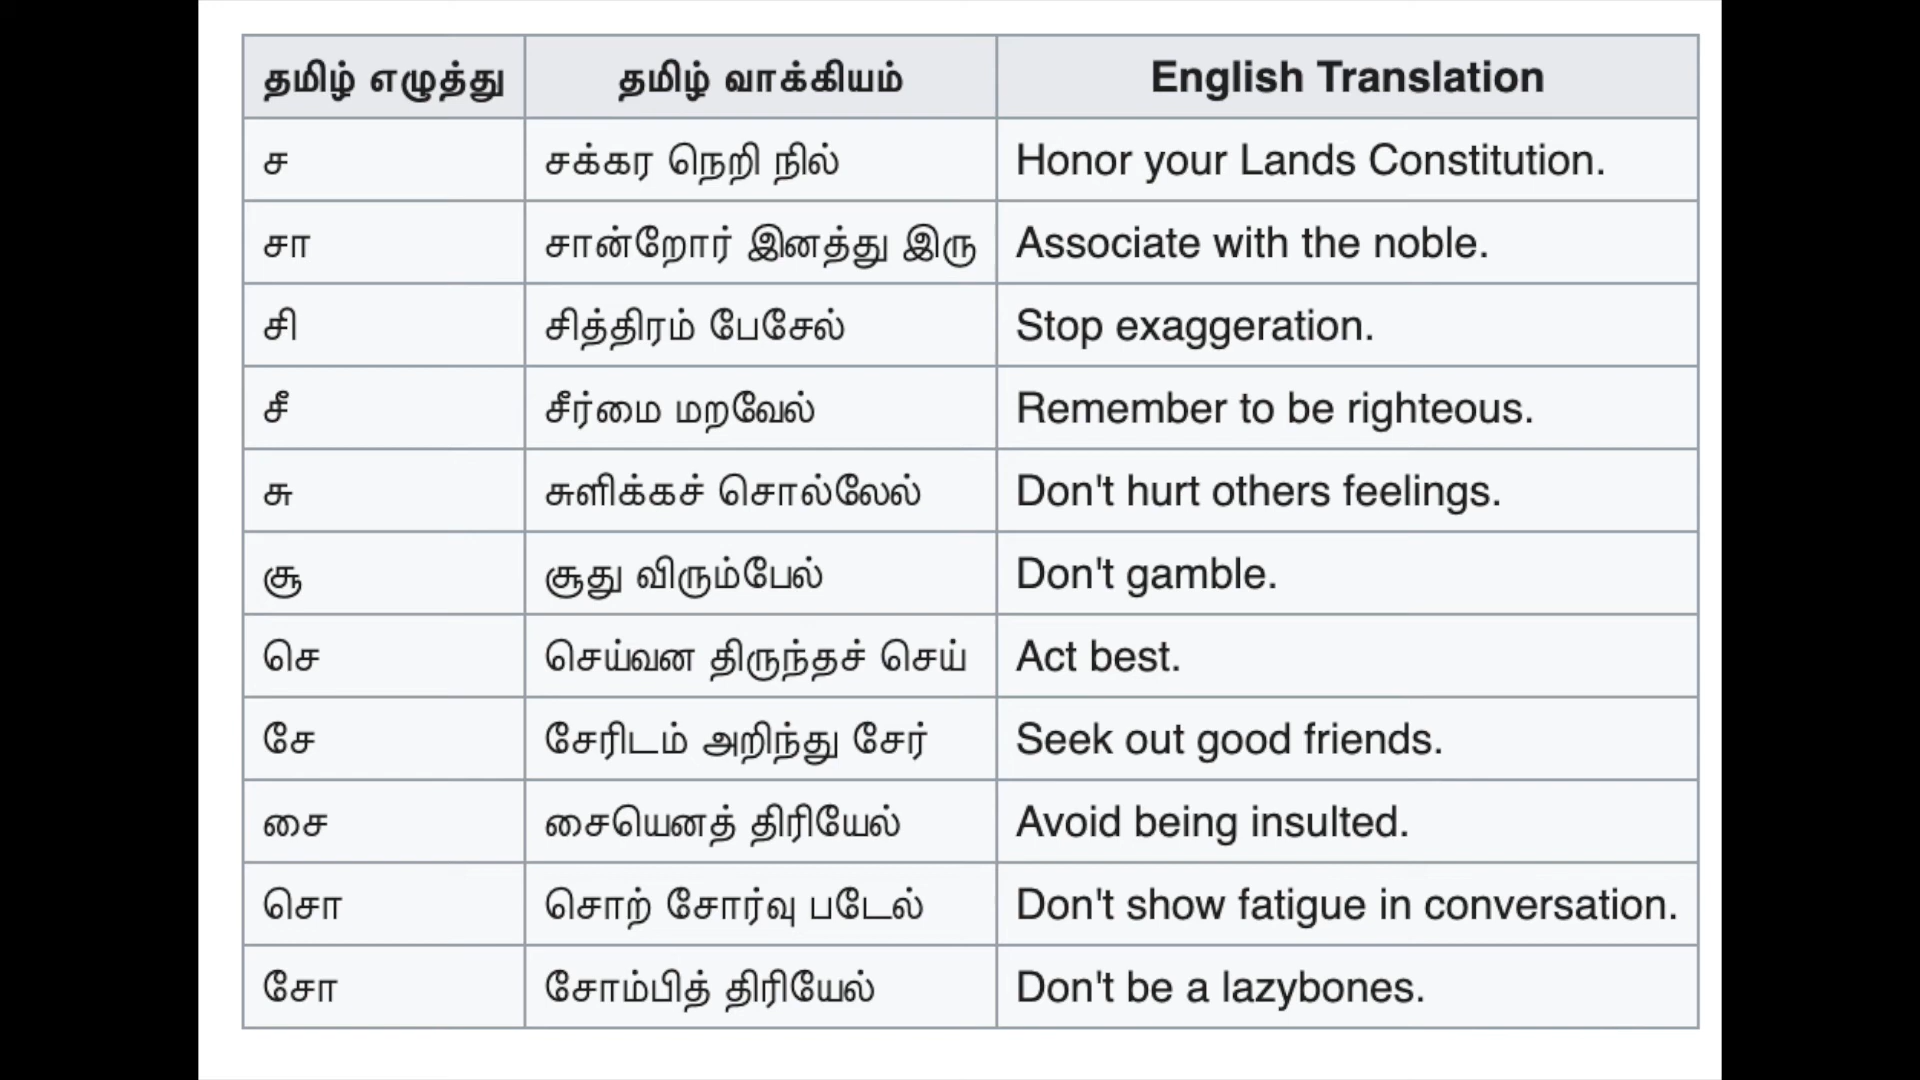 தமிழ் எழுத்து தமிழ் வாக்கியம் English Translation
ச சக்கர நெறி நில் Honor your Lands Constitution.
சா சான்றோர் இனத்து இரு Associate with the noble.
சி சித்திரம் பேசேல் Stop exaggeration.
சீ சீர்மை மறவேல் Remember to be righteous.
சு சுளிக்கச் சொல்லேல் Don't hurt others feelings.
சூ சூது விரும்பேல் Don't gamble.
செ செய்வன திருந்தச் செய் Act best.
சே சேரிடம் அறிந்து சேர் Seek out good friends.
சை சையெனத் திரியேல் Avoid being insulted.
சொ சொற் சோர்வு படேல் Don't show fatigue in conversation.
சோ சோம்பித் திரியேல் Don't be a lazybones.